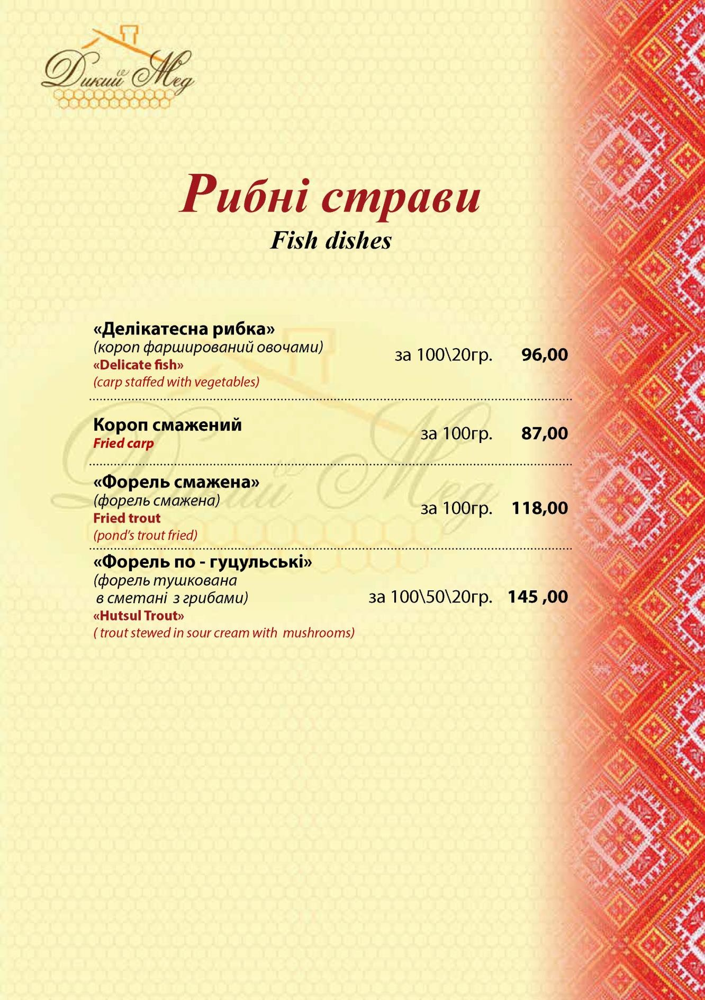 Дикий Мед
Рибні страви
Fish dishes
«Делікатесна рибка»
(короп фарширований овочами)
«Delicate fish»
(carp staffed with vegetables)
за 100\20гр. 96,00
Короп смажений
Fried carp
за 100гр. 87,00
«Форель смажена»
(форель смажена)
Fried trout
(pond's trout fried)
за 100гр. 118,00
«Форель по - гуцульські»
(форель тушкована
в сметані з грибами)
«Hutsul Trout»
( trout stewed in sour cream with mushrooms)
за 100\50\20гр. 145 ,00
Дикий Мед